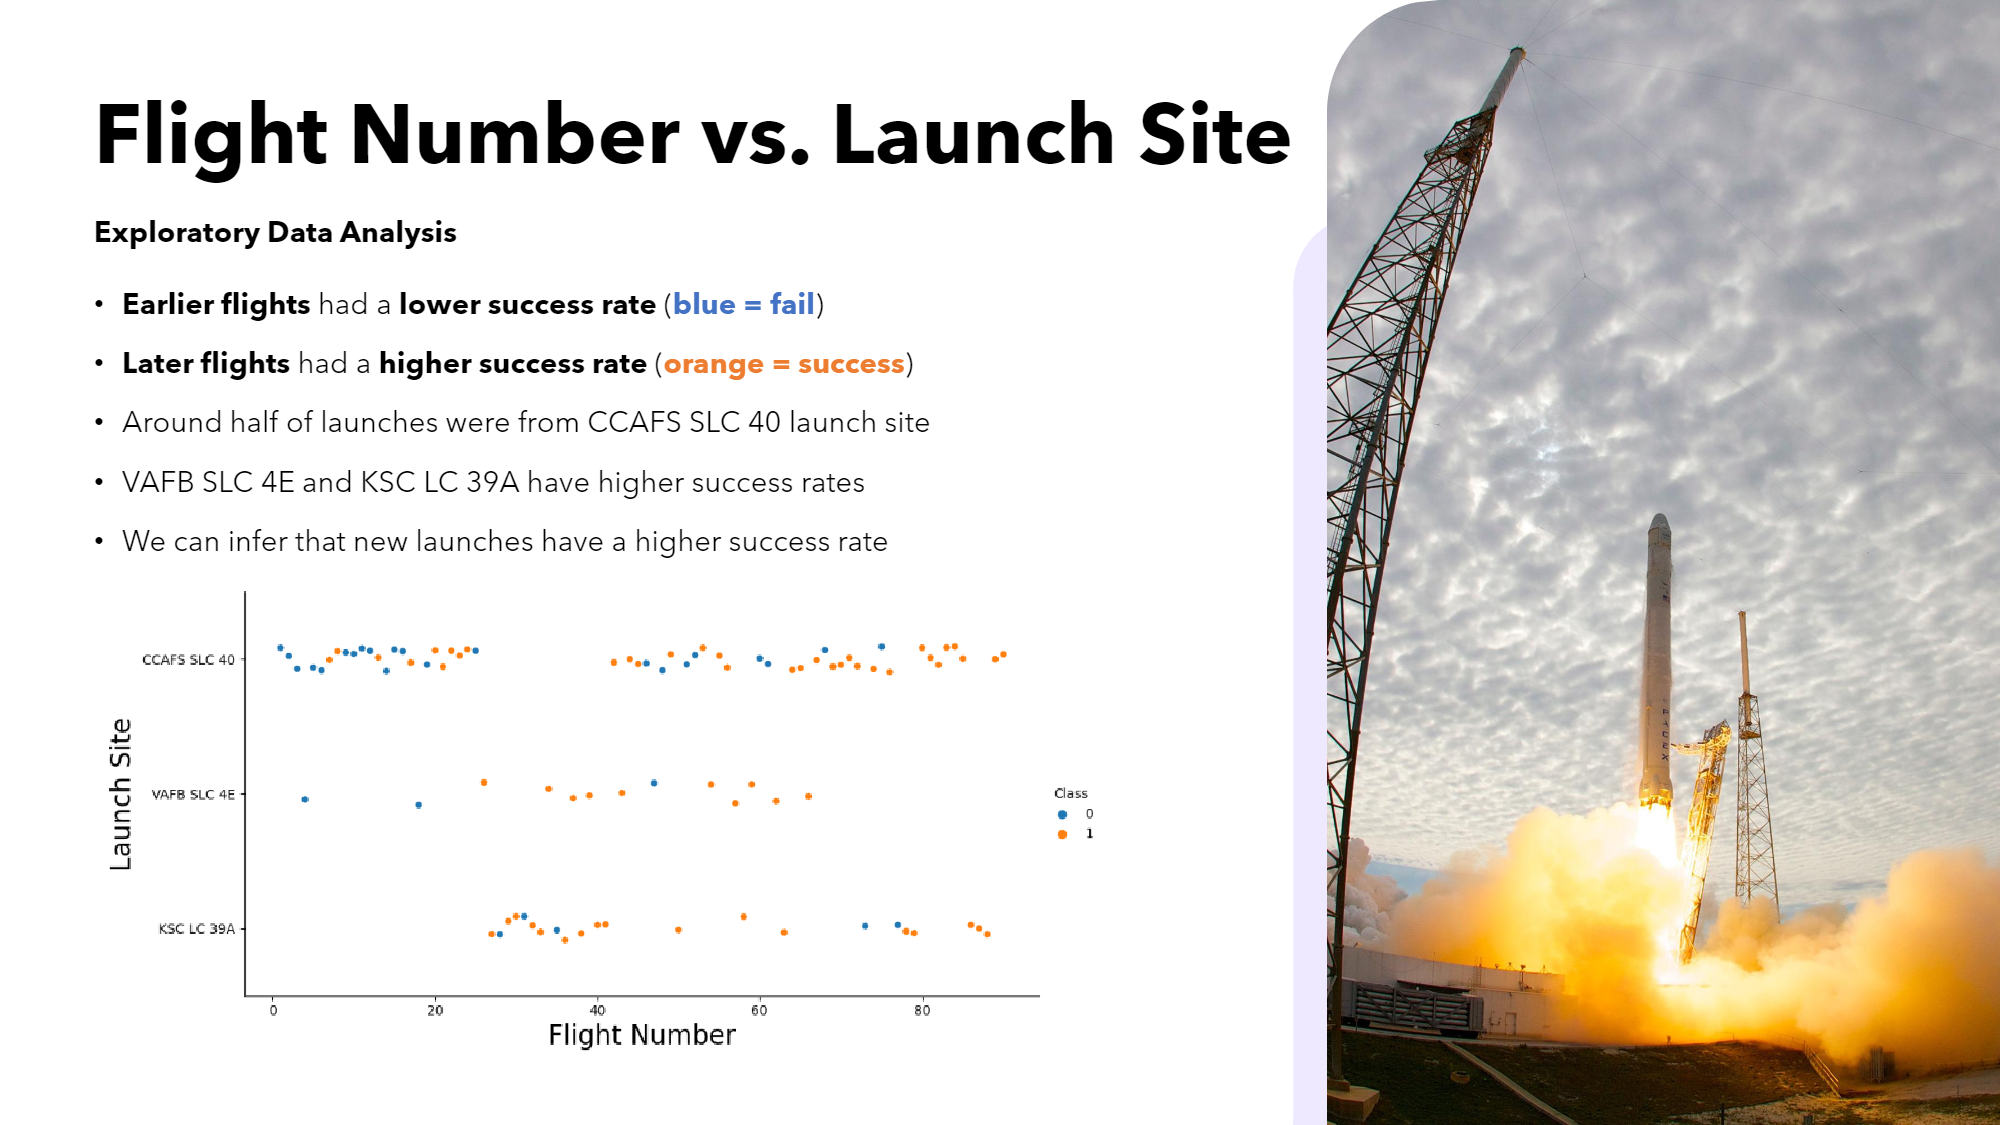 Flight Number vs. Launch Site
Exploratory Data Analysis
• Earlier flights had a lower success rate (blue = fail)
• Later flights had a higher success rate (orange = success)
• Around half of launches were from CCAFS SLC 40 launch site
• VAFB SLC 4E and KSC LC 39A have higher success rates
• We can infer that new launches have a higher success rate
CCAFS SLC 40
VAFB SLC 4E
KSC LC 39A
Launch Site
0 20 40 60 80
Flight Number
Class
0
1